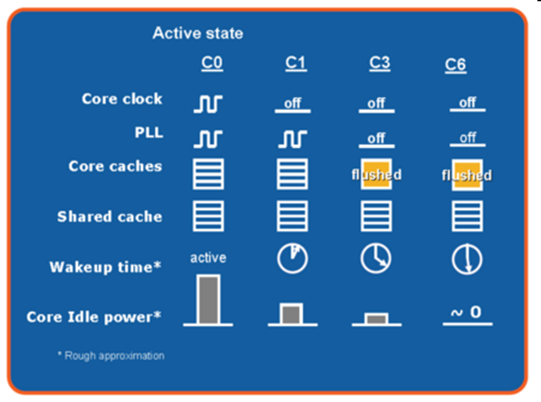 Active state
C0 C1 C3 C6
Core clock off off off
PLL off off
Core caches flushed flushed
Shared cache
Wakeup time* active
Core Idle power* ~ 0
* Rough approximation